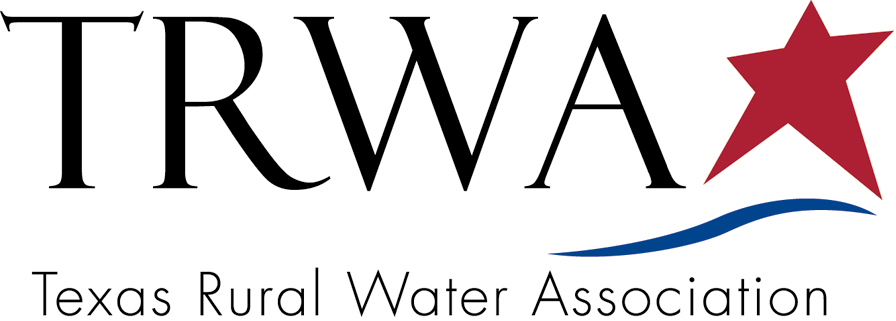 TRWA
Texas Rural Water Association